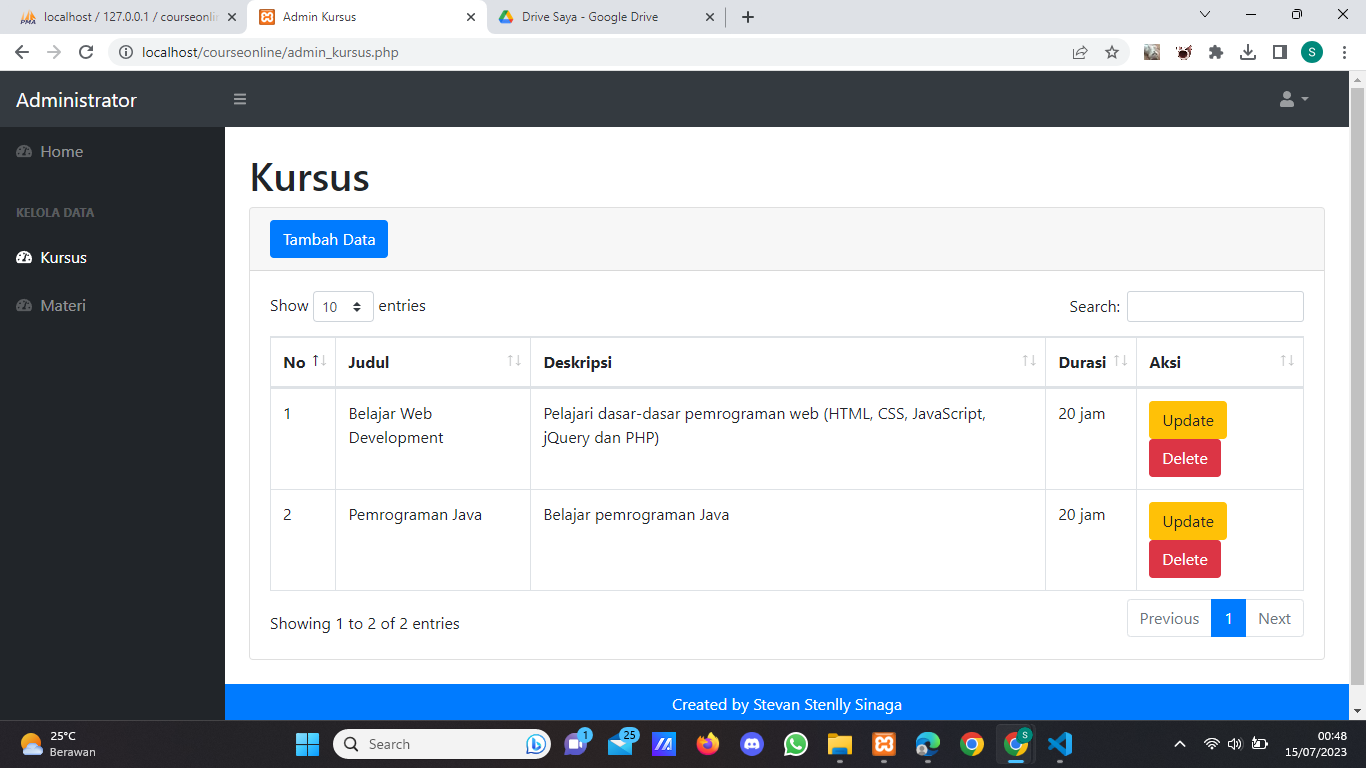 localhost / 127.0.0.1 / courseonlin
Admin Kursus
Drive Saya - Google Drive
localhost/courseonline/admin_kursus.php
S
Administrator
Home
KELOLA DATA
Kursus
Materi
Kursus
Tambah Data
Show 10 entries
Search:
No Judul Deskripsi Durasi Aksi
1 Belajar Web Development Pelajari dasar-dasar pemrograman web (HTML, CSS, JavaScript, jQuery dan PHP) 20 jam Update Delete
2 Pemrograman Java Belajar pemrograman Java 20 jam Update Delete
Showing 1 to 2 of 2 entries
Previous 1 Next
Created by Stevan Stenlly Sinaga
25°C
Berawan
Search
1
25
S
00:48
15/07/2023